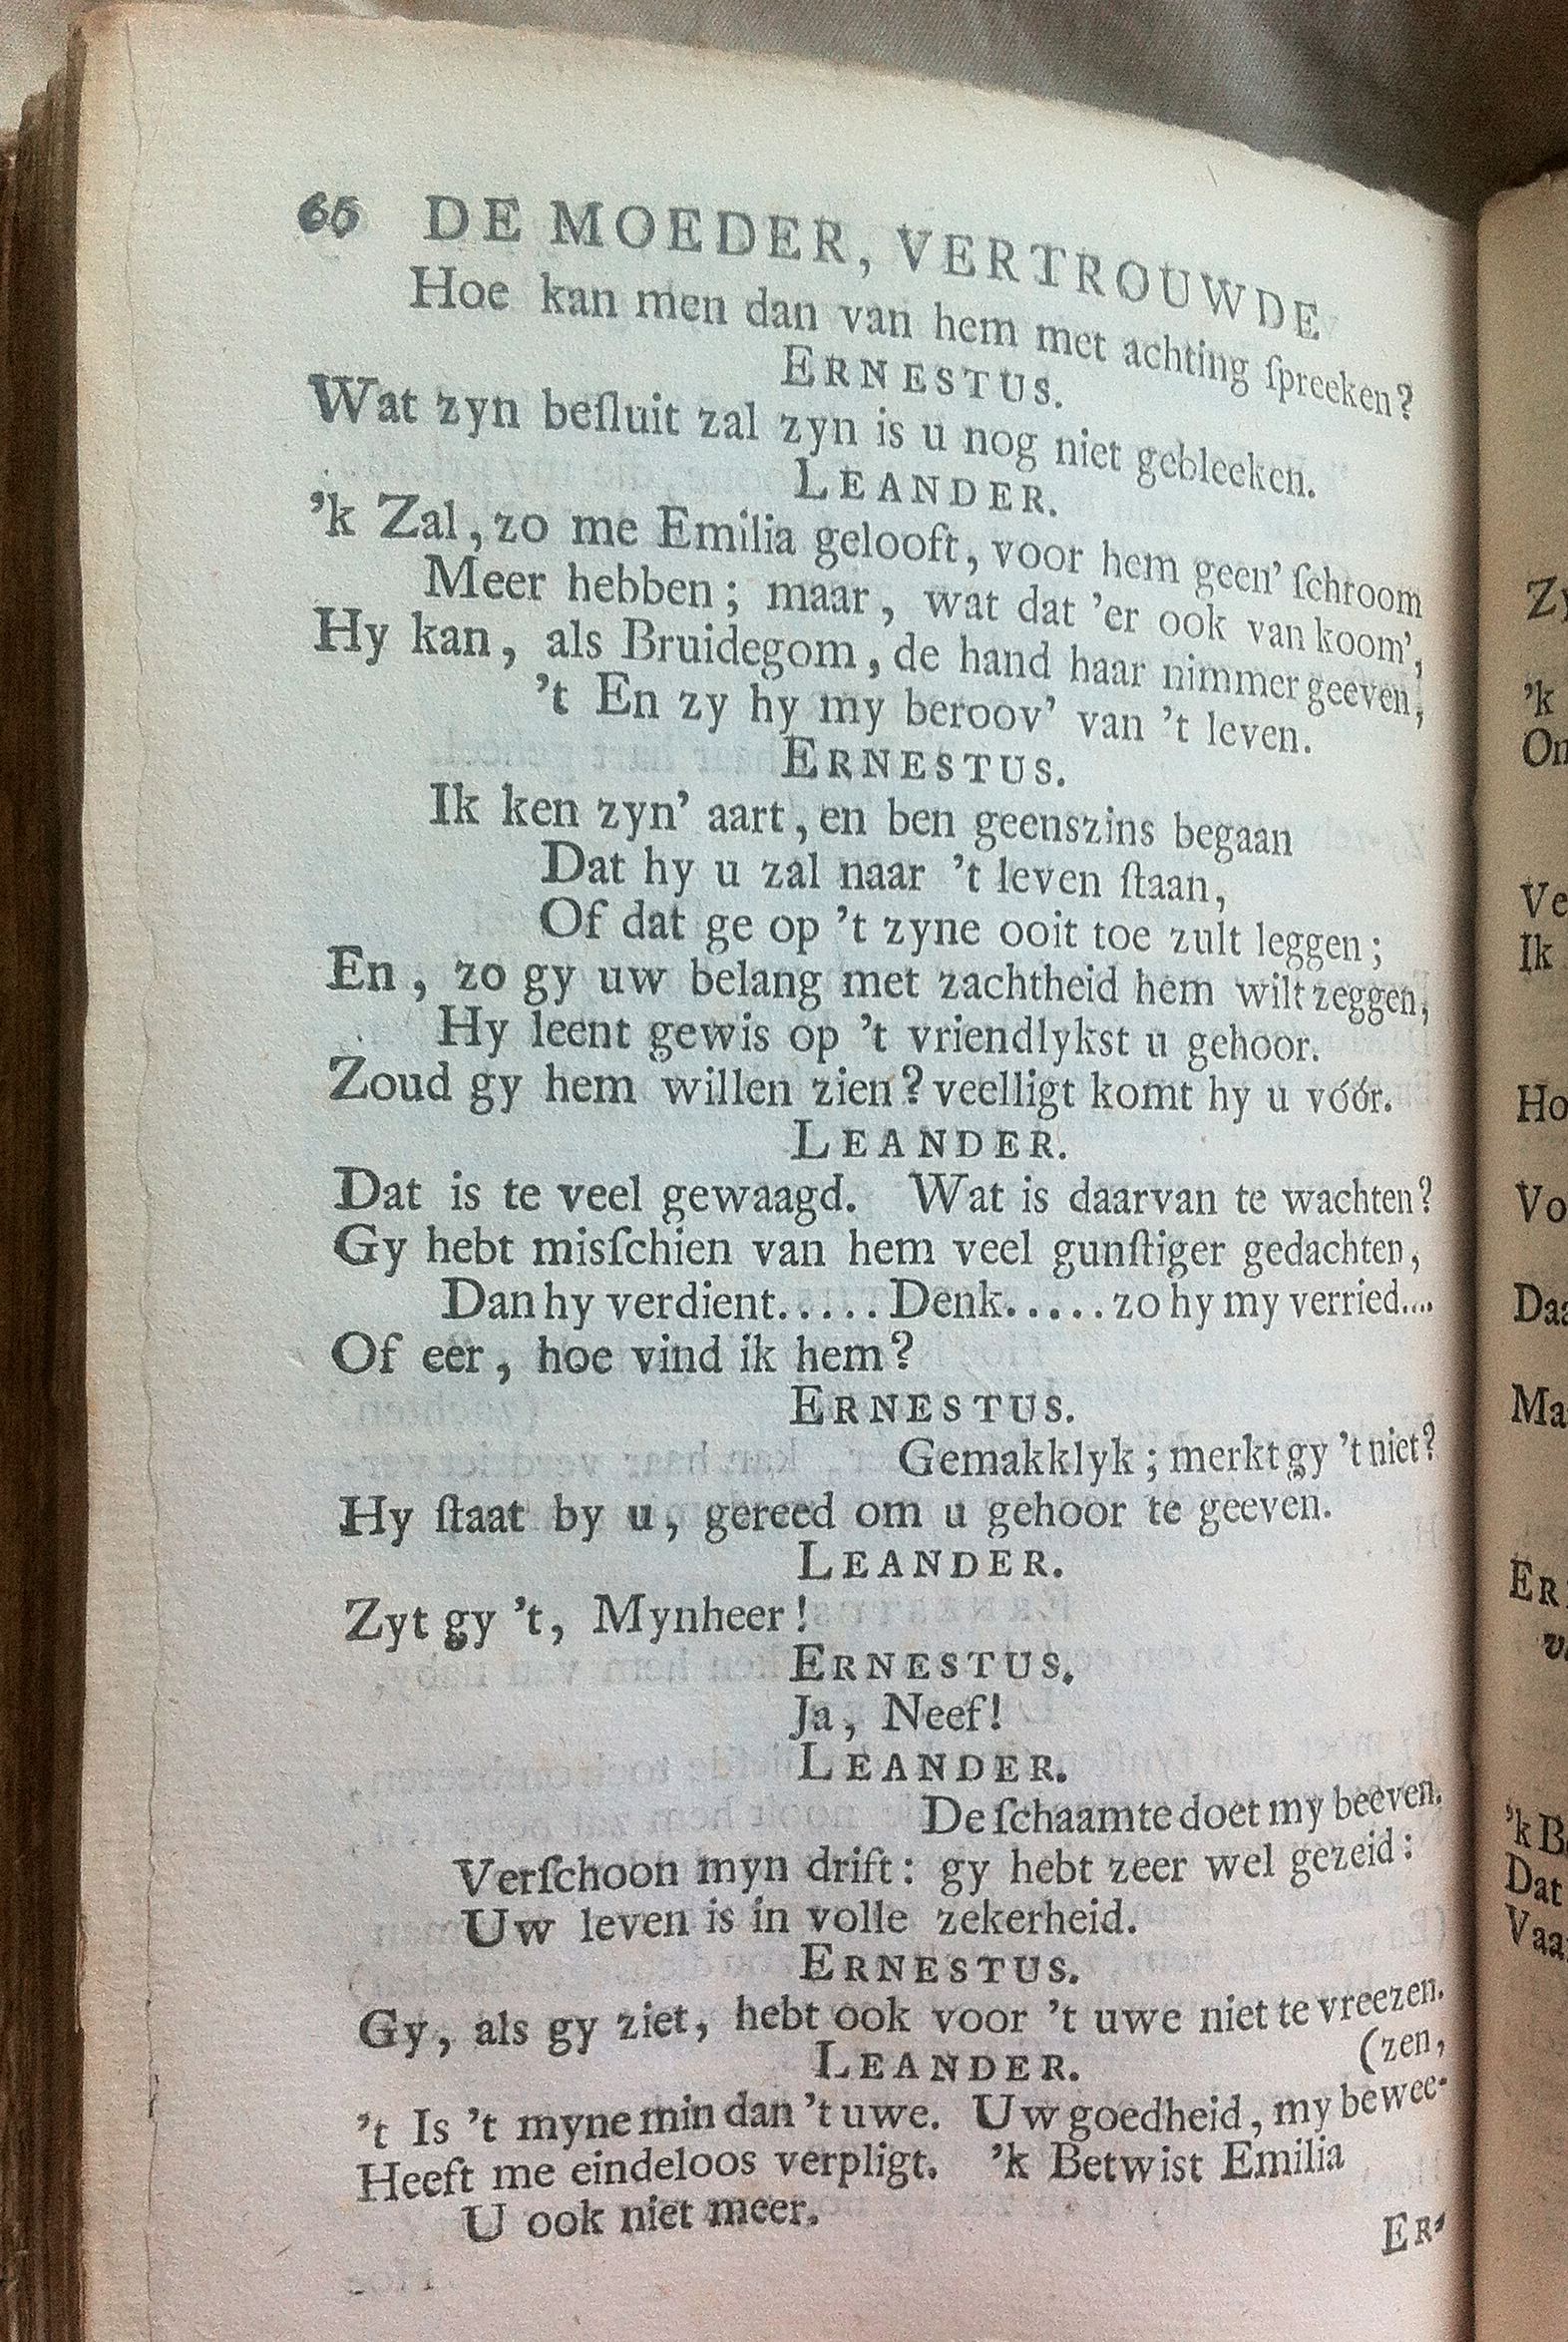 66 DE MOEDER, VERTROUWDE
Hoe kan men dan van hem met achting ſpreeken?
ERNESTUS.
Wat zyn beſluit zal zyn is u nog niet gebleeken.
LEANDER.
'k Zal, zo me Emilia gelooft, voor hem geen' ſchroom
Meer hebben; maar, wat dat 'er ook van koom',
Hy kan, als Bruidegom, de hand haar nimmer geeven,
't En zy hy my beroov' van 't leven.
ERNESTUS.
Ik ken zyn' aart, en ben geenszins begaan
Dat hy u zal naar 't leven ſtaan,
Of dat ge op 't zyne ooit toe zult leggen;
En, zo gy uw belang met zachtheid hem wilt zeggen,
Hy leent gewis op 't vriendlykst u gehoor.
Zoud gy hem willen zien? veelligt komt hy u vóór.
LEANDER.
Dat is te veel gewaagd. Wat is daarvan te wachten?
Gy hebt misſchien van hem veel gunſtiger gedachten,
Dan hy verdient..... Denk..... zo hy my verried....
Of eer, hoe vind ik hem?
ERNESTUS.
Gemakklyk; merkt gy 't niet?
Hy ſtaat by u, gereed om u gehoor te geeven.
LEANDER.
Zyt gy 't, Mynheer!
ERNESTUS.
Ja, Neef!
LEANDER.
De ſchaamte doet my beeven.
Verſchoon myn drift: gy hebt zeer wel gezeid:
Uw leven is in volle zekerheid.
ERNESTUS.
Gy, als gy ziet, hebt ook voor 't uwe niet te vreezen.
LEANDER. (zen,
't Is 't myne min dan 't uwe. Uw goedheid, my bewee-
Heeft me eindeloos verpligt. 'k Betwist Emilia
U ook niet meer.
ER-
'k
Ve
Ik
Ho
Vo
Daa
Ma
ER
'k B
Dat
Vaa